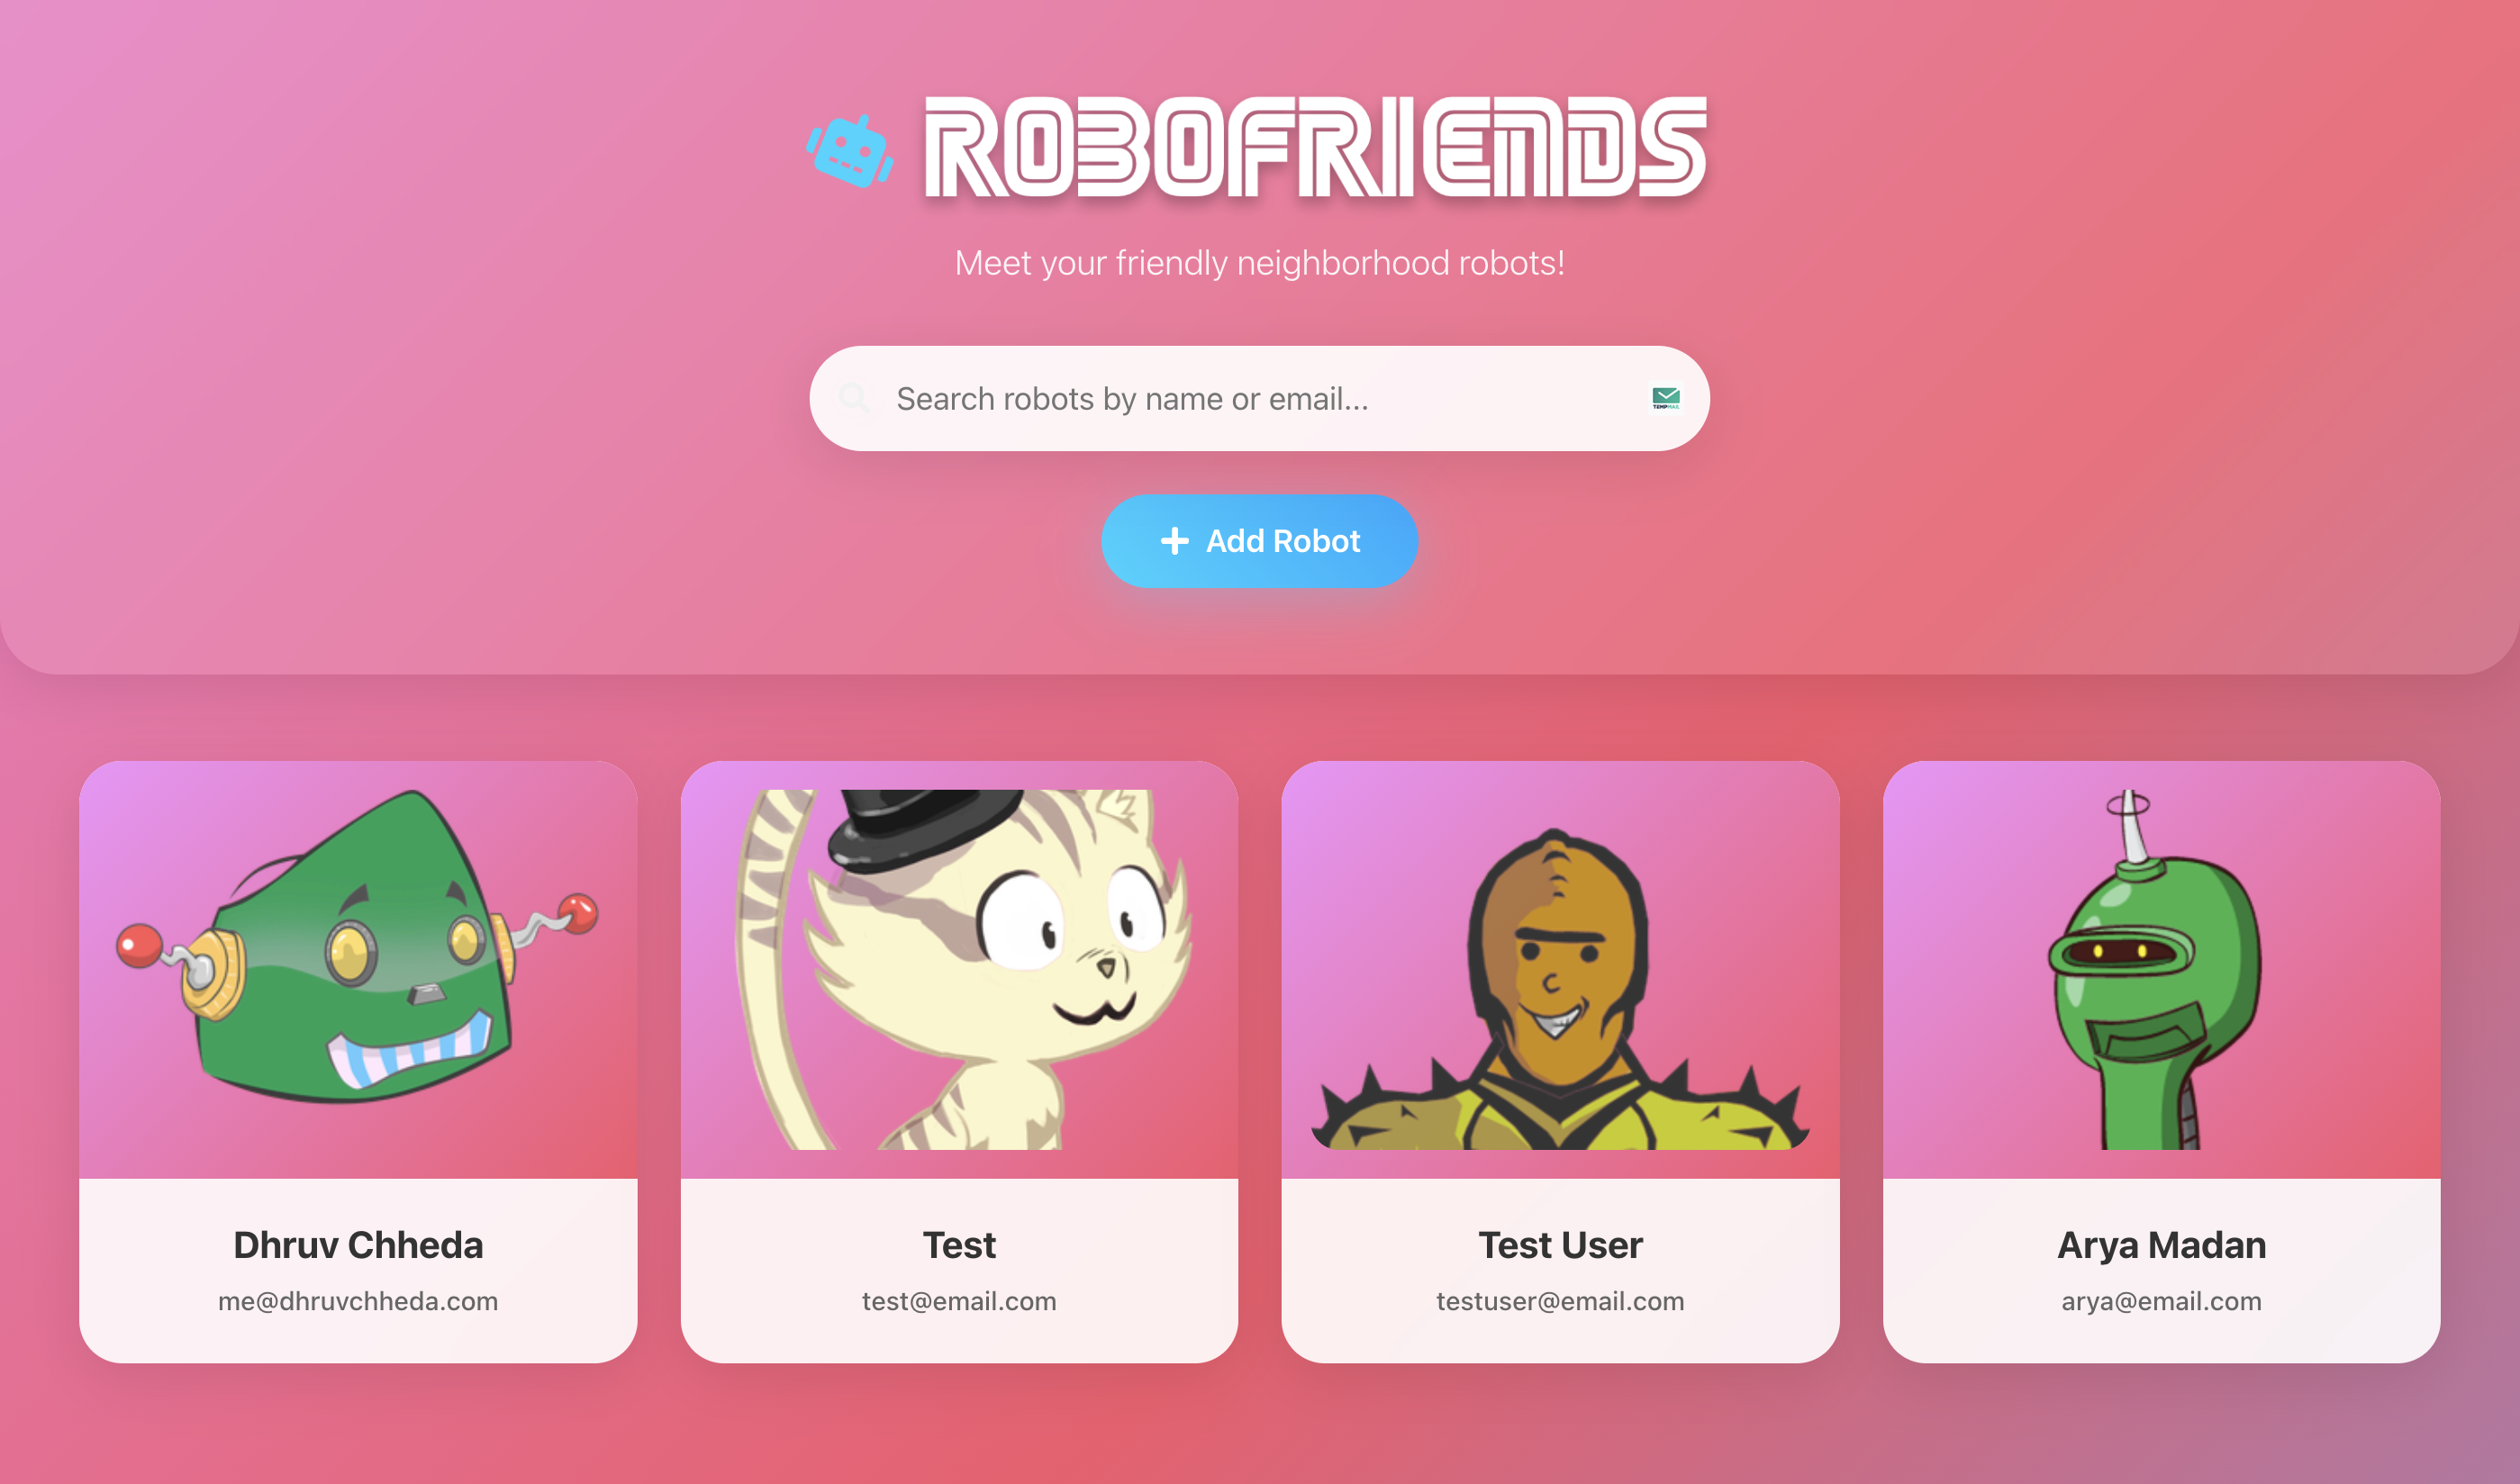 ROBOFRIENDS
Meet your friendly neighborhood robots!
Search robots by name or email...
TEMPMAIL
Add Robot
Dhruv Chheda
me@dhruvchheda.com
Test
test@email.com
Test User
testuser@email.com
Arya Madan
arya@email.com